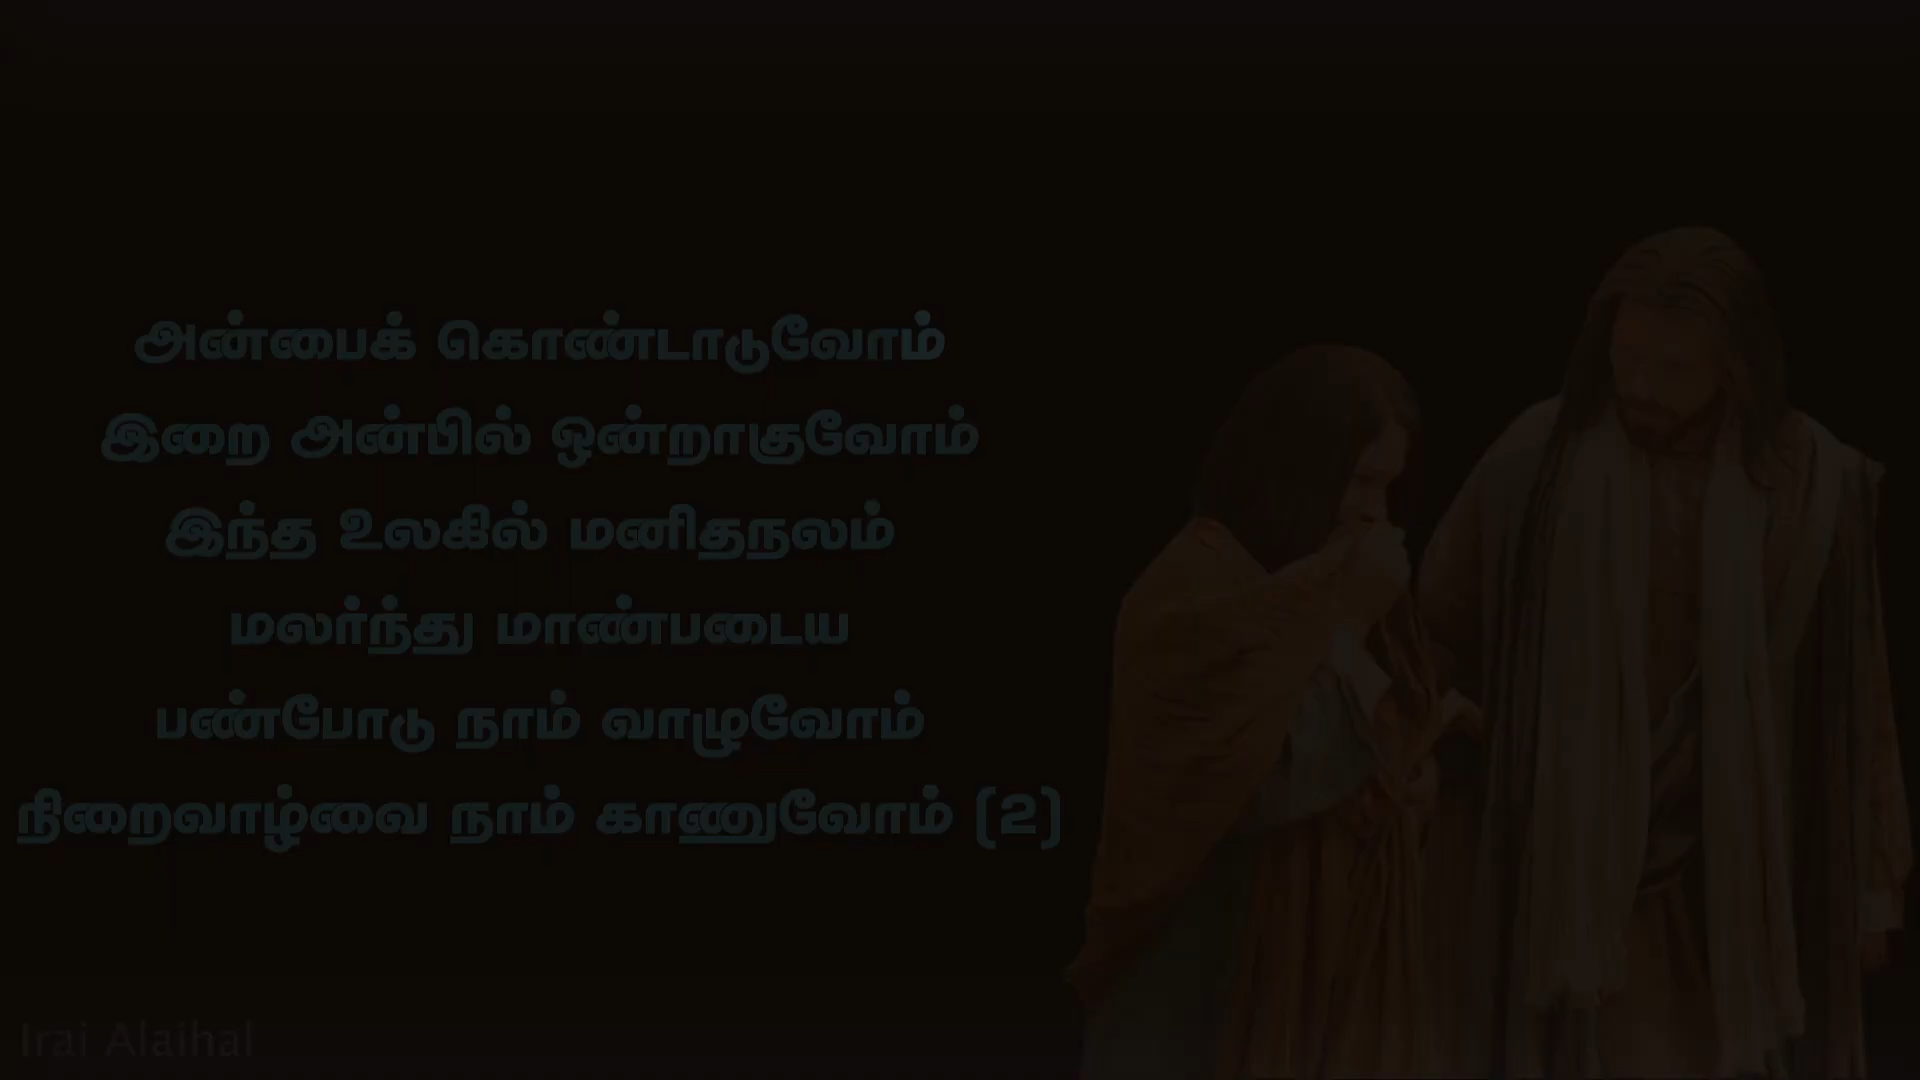 அன்பைக் கொண்டாடுவோம்
இறை அன்பில் ஒன்றாகுவோம்
இந்த உலகில் மனிதநலம்
மலர்ந்து மாண்படைய
பண்போடு நாம் வாழுவோம்
நிறைவாழ்வை நாம் காணுவோம் (2)
Irai Alaihal